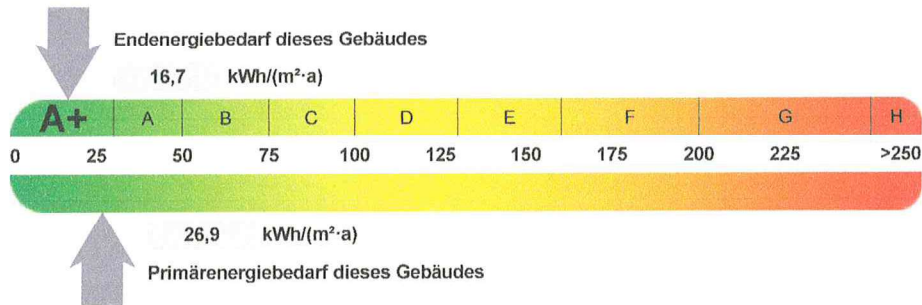 Endenergiebedarf dieses Gebäudes
16,7 kWh/(m²·a)
A+ A B C D E F G H
0 25 50 75 100 125 150 175 200 225 >250
26,9 kWh/(m²·a)
Primärenergiebedarf dieses Gebäudes